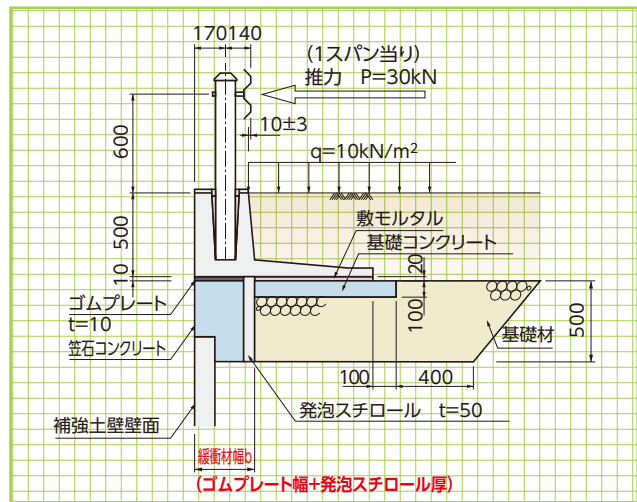 170140
(1スパン当り)
推力 P=30kN
10±3
600
q=10kN/m²
敷モルタル
基礎コンクリート
500
10
20
ゴムプレート
t=10
100
500
笠石コンクリート
基礎材
100
400
発泡スチロール t=50
補強土壁壁面
緩衝材幅b
(ゴムプレート幅+発泡スチロール厚)